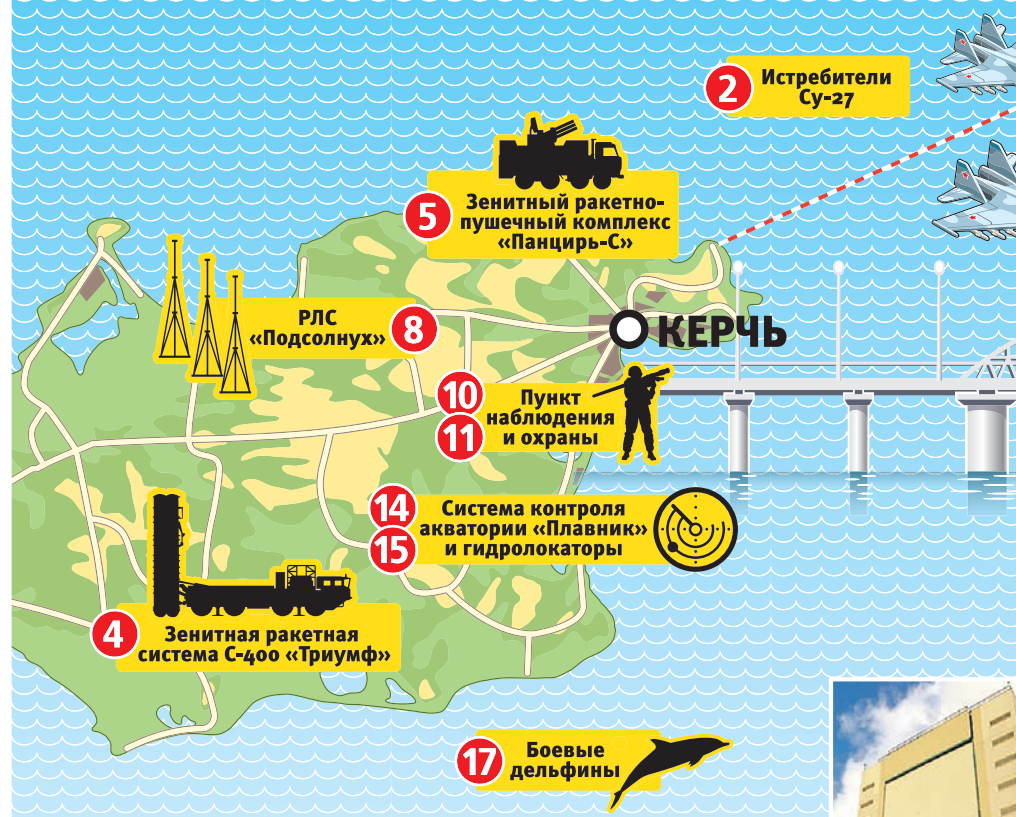 2
Истребители
Су-27
5
Зенитный ракетно-
пушечный комплекс
«Панцирь-С»
РЛС
«Подсолнух»
8
КЕРЧЬ
10
11
Пункт
наблюдения
и охраны
14
15
Система контроля
акватории «Плавник»
и гидролокаторы
4
Зенитная ракетная
система С-400 «Триумф»
17
Боевые
дельфины